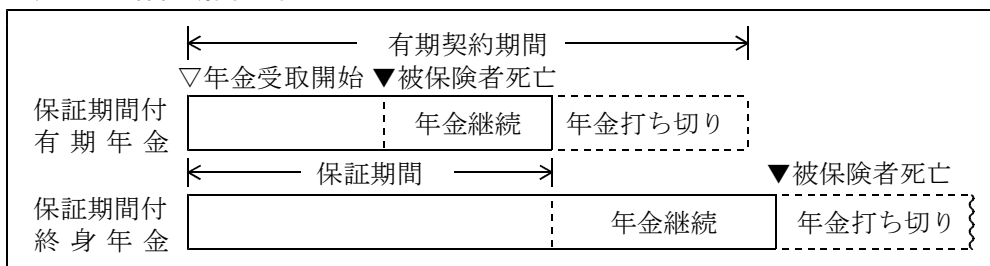 有期契約期間
▽年金受取開始 ▼被保険者死亡
保証期間付
有期年金
年金継続 年金打ち切り
保証期間 ▼被保険者死亡
保証期間付
終身年金
年金継続 年金打ち切り